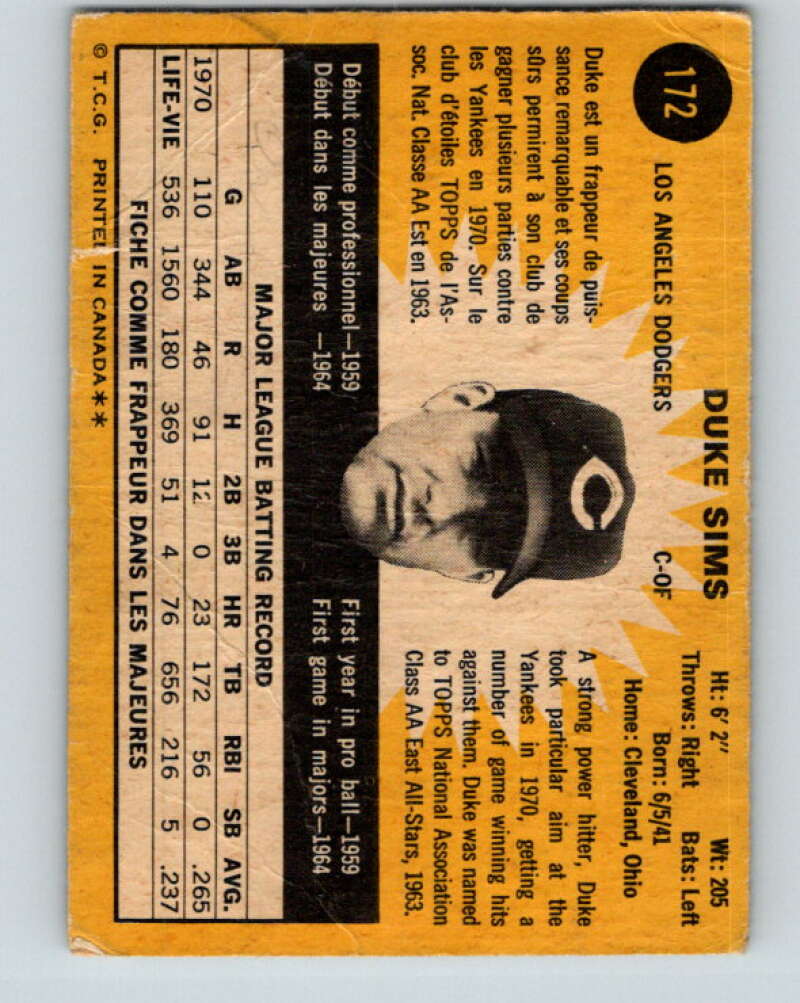 172
DUKE SIMS
LOS ANGELES DODGERS
C-OF
Ht: 6' 2" Wt: 205
Throws: Right Bats: Left
Born: 6/5/41
Home: Cleveland, Ohio
Duke est un frappeur de puis-
sance remarquable et ses coups
sûrs permirent à son club de
gagner plusieurs parties contre
les Yankees en 1970. Sur le
club d'étoiles TOPPS de l'As-
soc. Nat. Classe AA Est en 1963.
A strong power hitter, Duke
took particular aim at the
Yankees in 1970, getting a
number of game winning hits
against them. Duke was named
to TOPPS National Association
Class AA East All-Stars, 1963.
C
Début comme professionnel—1959
Début dans les majeures —1964
First year in pro ball—1959
First game in majors—1964
MAJOR LEAGUE BATTING RECORD
G AB R H 2B 3B HR TB RBI SB AVG.
1970 110 344 46 91 12 0 23 172 56 0 .265
LIFE-VIE 536 1560 180 369 51 4 76 656 216 5 .237
FICHE COMME FRAPPEUR DANS LES MAJEURES
© T.C.G. PRINTED IN CANADA**